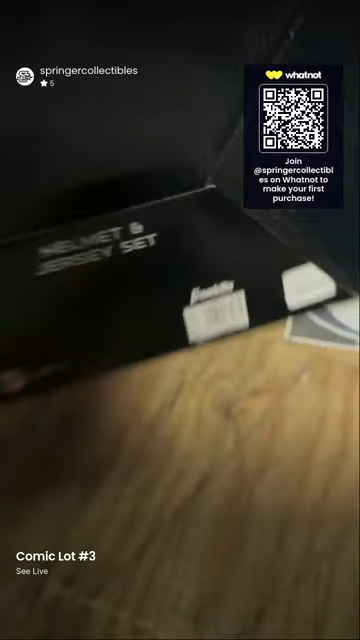 springercollectibles
★ 5
whatnot
Join
@springercollectibl
es on Whatnot to
make your first
purchase!
HELMET &
JERSEY SET
Comic Lot #3
See Live